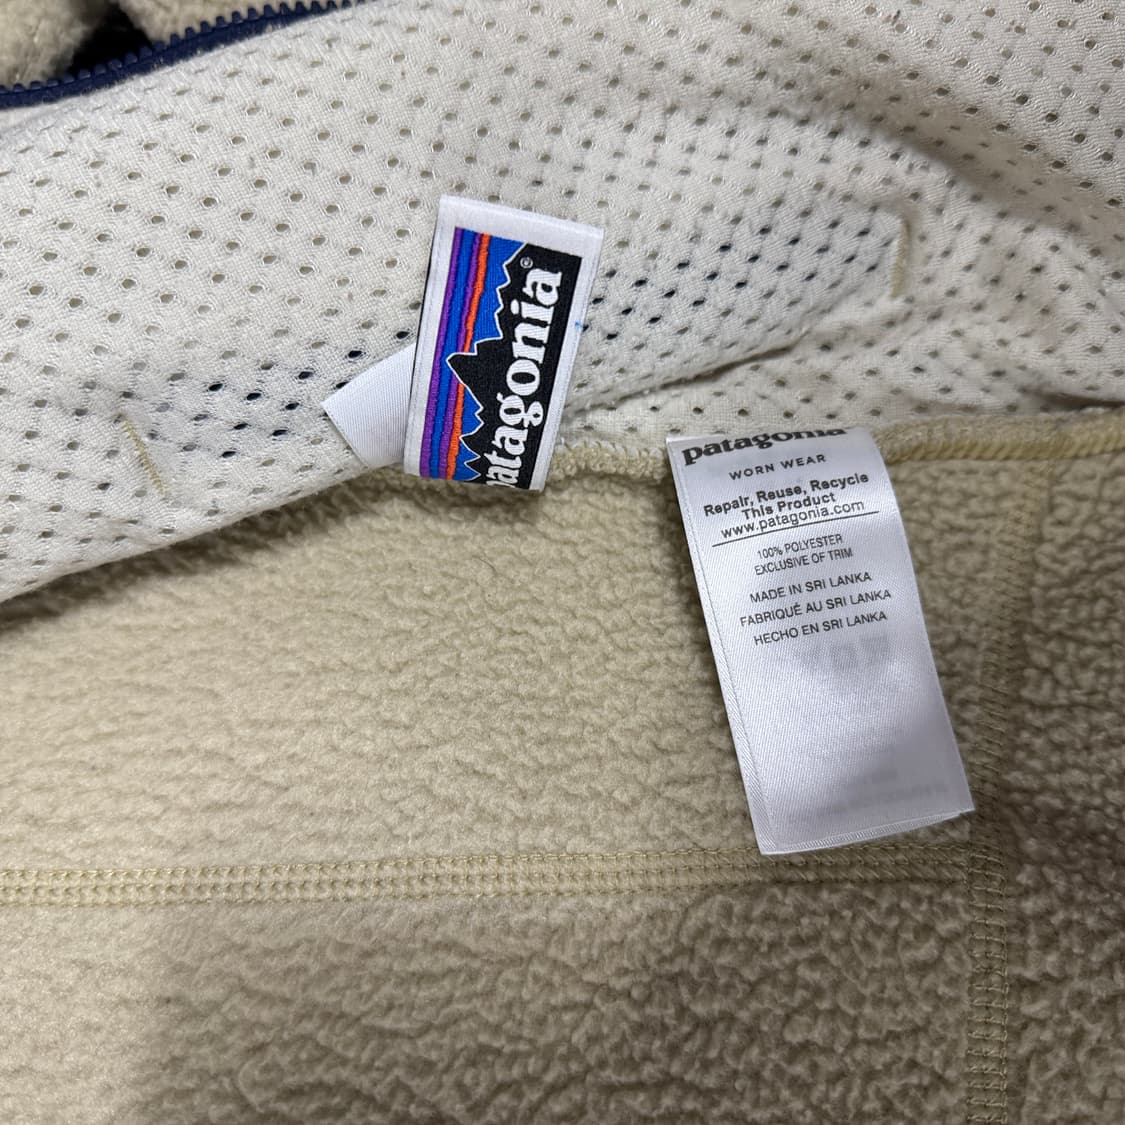 patagonia®
patagonia
WORN WEAR
Repair, Reuse, Recycle
This Product
www.patagonia.com
100% POLYESTER
EXCLUSIVE OF TRIM
MADE IN SRI LANKA
FABRIQUÉ AU SRI LANKA
HECHO EN SRI LANKA